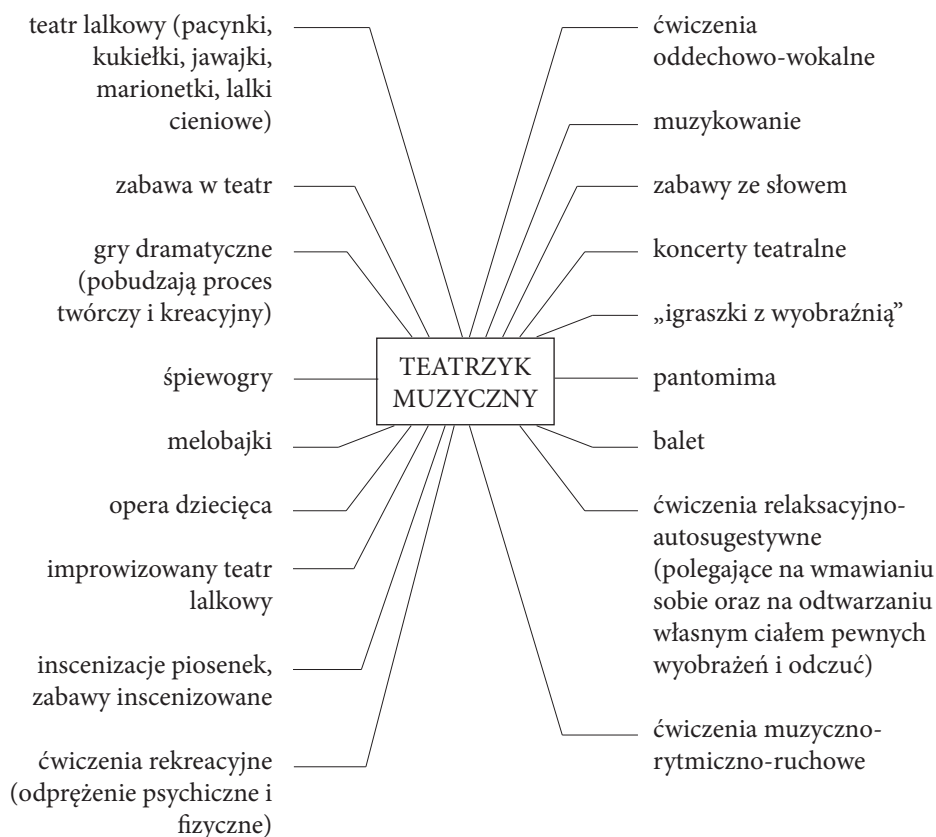 teatr lalkowy (pacynki,
kukiełki, jawajki,
marionetki, lalki
cieniowe)
zabawa w teatr
gry dramatyczne
(pobudzają proces
twórczy i kreacyjny)
śpiewogry
melobajki
opera dziecięca
improwizowany teatr
lalkowy
inscenizacje piosenek,
zabawy inscenizowane
ćwiczenia rekreacyjne
(odprężenie psychiczne i
fizyczne)
TEATRZYK
MUZYCZNY
ćwiczenia
oddechowo-wokalne
muzykowanie
zabawy ze słowem
koncerty teatralne
„igraszki z wyobraźnią”
pantomima
balet
ćwiczenia relaksacyjno-
autosugestywne
(polegające na wmawianiu
sobie oraz na odtwarzaniu
własnym ciałem pewnych
wyobrażeń i odczuć)
ćwiczenia muzyczno-
rytmiczno-ruchowe